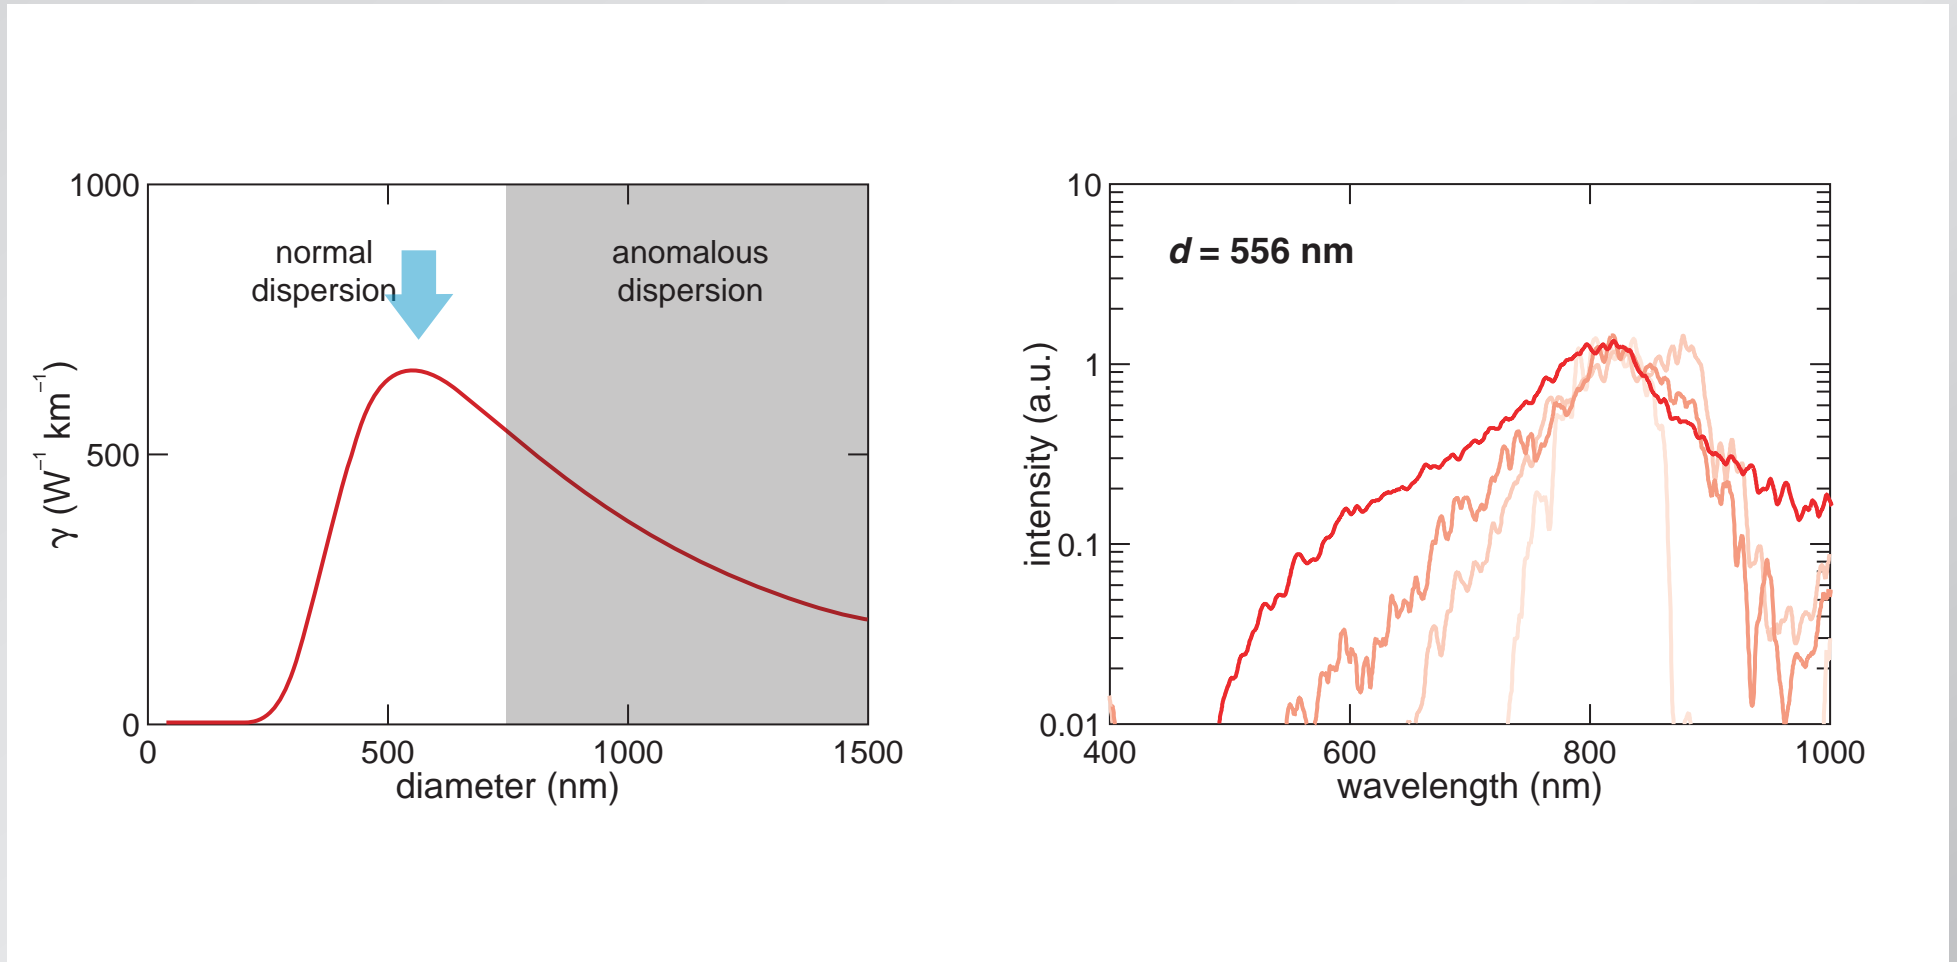 1000
500
0
0
500
1000
1500
diameter (nm)
γ (W⁻¹ km⁻¹)
normal
dispersion
anomalous
dispersion
10
1
0.1
0.01
400
600
800
1000
wavelength (nm)
intensity (a.u.)
d = 556 nm